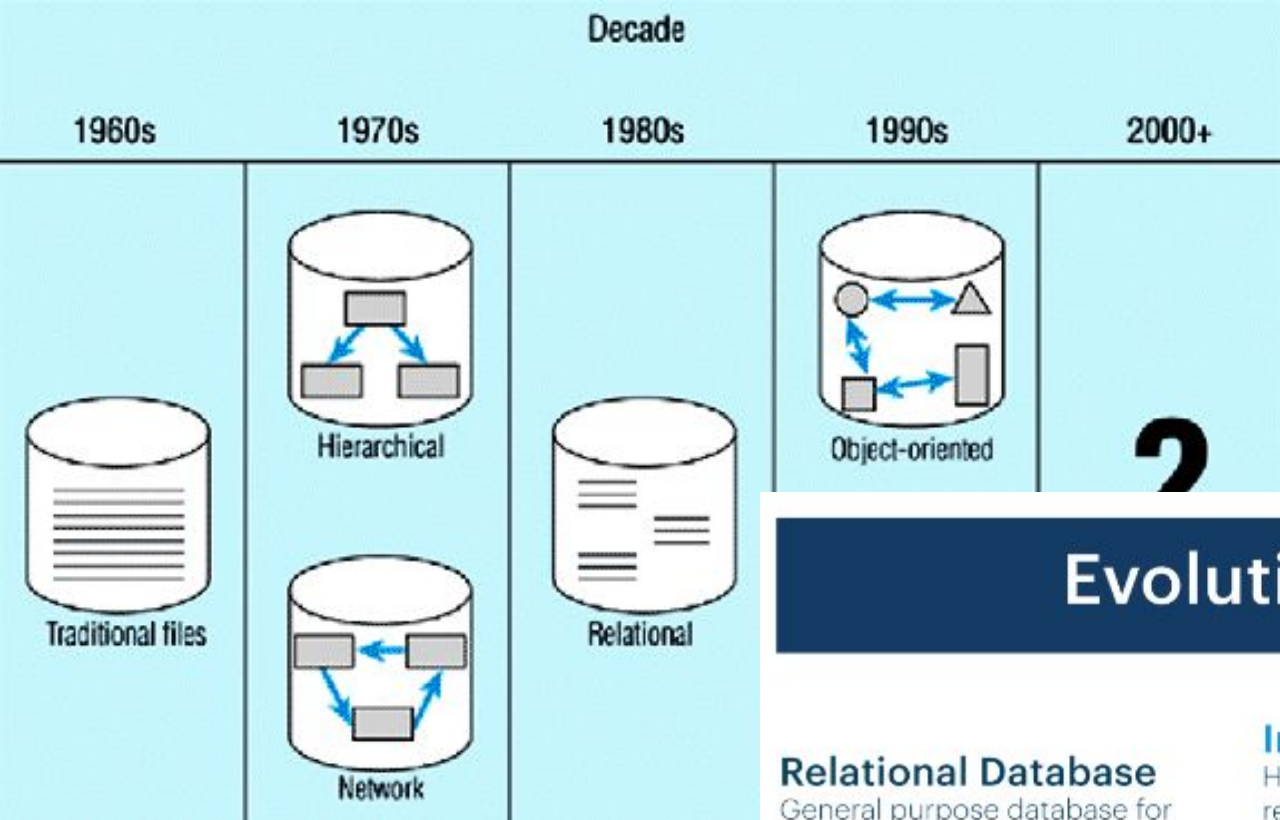 Decade
1960s 1970s 1980s 1990s 2000+
Hierarchical
Object-oriented
Traditional files
Relational
Network
Evoluti
Relational Database
General purpose database for